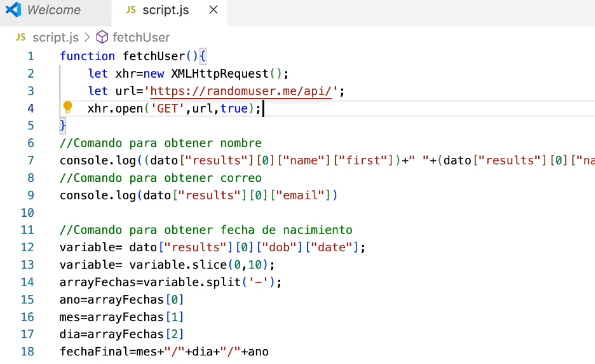 Welcome JS script.js ×
JS script.js > fetchUser
1 function fetchUser(){
2 let xhr=new XMLHttpRequest();
3 let url='https://randomuser.me/api/';
4 xhr.open('GET',url,true);
5 }
6 //Comando para obtener nombre
7 console.log((dato["results"][0]["name"]["first"])+" "+(dato["results"][0]["na
8 //Comando para obtener correo
9 console.log(dato["results"][0]["email"])
10
11 //Comando para obtener fecha de nacimiento
12 variable= dato["results"][0]["dob"]["date"];
13 variable= variable.slice(0,10);
14 arrayFechas=variable.split('-');
15 ano=arrayFechas[0]
16 mes=arrayFechas[1]
17 dia=arrayFechas[2]
18 fechaFinal=mes+"/"+dia+"/"+ano